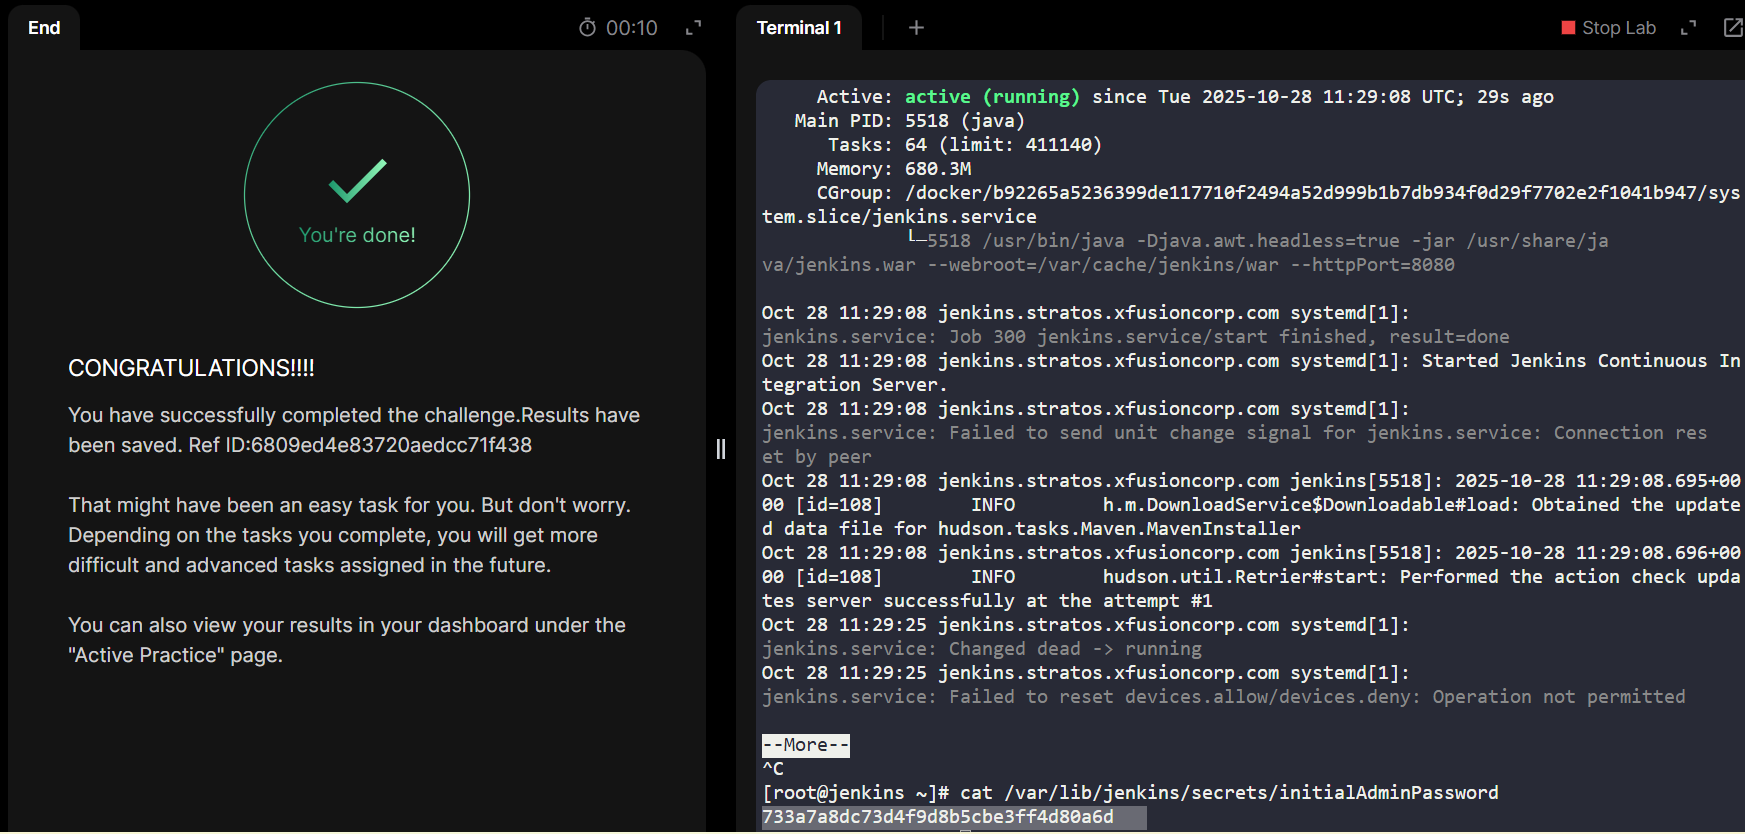 End
00:10
You're done!
CONGRATULATIONS!!!!
You have successfully completed the challenge.Results have
been saved. Ref ID:6809ed4e83720aedcc71f438
That might have been an easy task for you. But don't worry.
Depending on the tasks you complete, you will get more
difficult and advanced tasks assigned in the future.
You can also view your results in your dashboard under the
"Active Practice" page.
Terminal 1
+
Stop Lab
Active: active (running) since Tue 2025-10-28 11:29:08 UTC; 29s ago
Main PID: 5518 (java)
Tasks: 64 (limit: 411140)
Memory: 680.3M
CGroup: /docker/b92265a5236399de117710f2494a52d999b1b7db934f0d29f7702e2f1041b947/sys
tem.slice/jenkins.service
└─5518 /usr/bin/java -Djava.awt.headless=true -jar /usr/share/ja
va/jenkins.war --webroot=/var/cache/jenkins/war --httpPort=8080
Oct 28 11:29:08 jenkins.stratos.xfusioncorp.com systemd[1]:
jenkins.service: Job 300 jenkins.service/start finished, result=done
Oct 28 11:29:08 jenkins.stratos.xfusioncorp.com systemd[1]: Started Jenkins Continuous In
tegration Server.
Oct 28 11:29:08 jenkins.stratos.xfusioncorp.com systemd[1]:
jenkins.service: Failed to send unit change signal for jenkins.service: Connection res
et by peer
Oct 28 11:29:08 jenkins.stratos.xfusioncorp.com jenkins[5518]: 2025-10-28 11:29:08.695+00
00 [id=108]        INFO        h.m.DownloadService$Downloadable#load: Obtained the update
d data file for hudson.tasks.Maven.MavenInstaller
Oct 28 11:29:08 jenkins.stratos.xfusioncorp.com jenkins[5518]: 2025-10-28 11:29:08.696+00
00 [id=108]        INFO        hudson.util.Retrier#start: Performed the action check upda
tes server successfully at the attempt #1
Oct 28 11:29:25 jenkins.stratos.xfusioncorp.com systemd[1]:
jenkins.service: Changed dead -> running
Oct 28 11:29:25 jenkins.stratos.xfusioncorp.com systemd[1]:
jenkins.service: Failed to reset devices.allow/devices.deny: Operation not permitted
--More--
^C
[root@jenkins ~]# cat /var/lib/jenkins/secrets/initialAdminPassword
733a7a8dc73d4f9d8b5cbe3ff4d80a6d